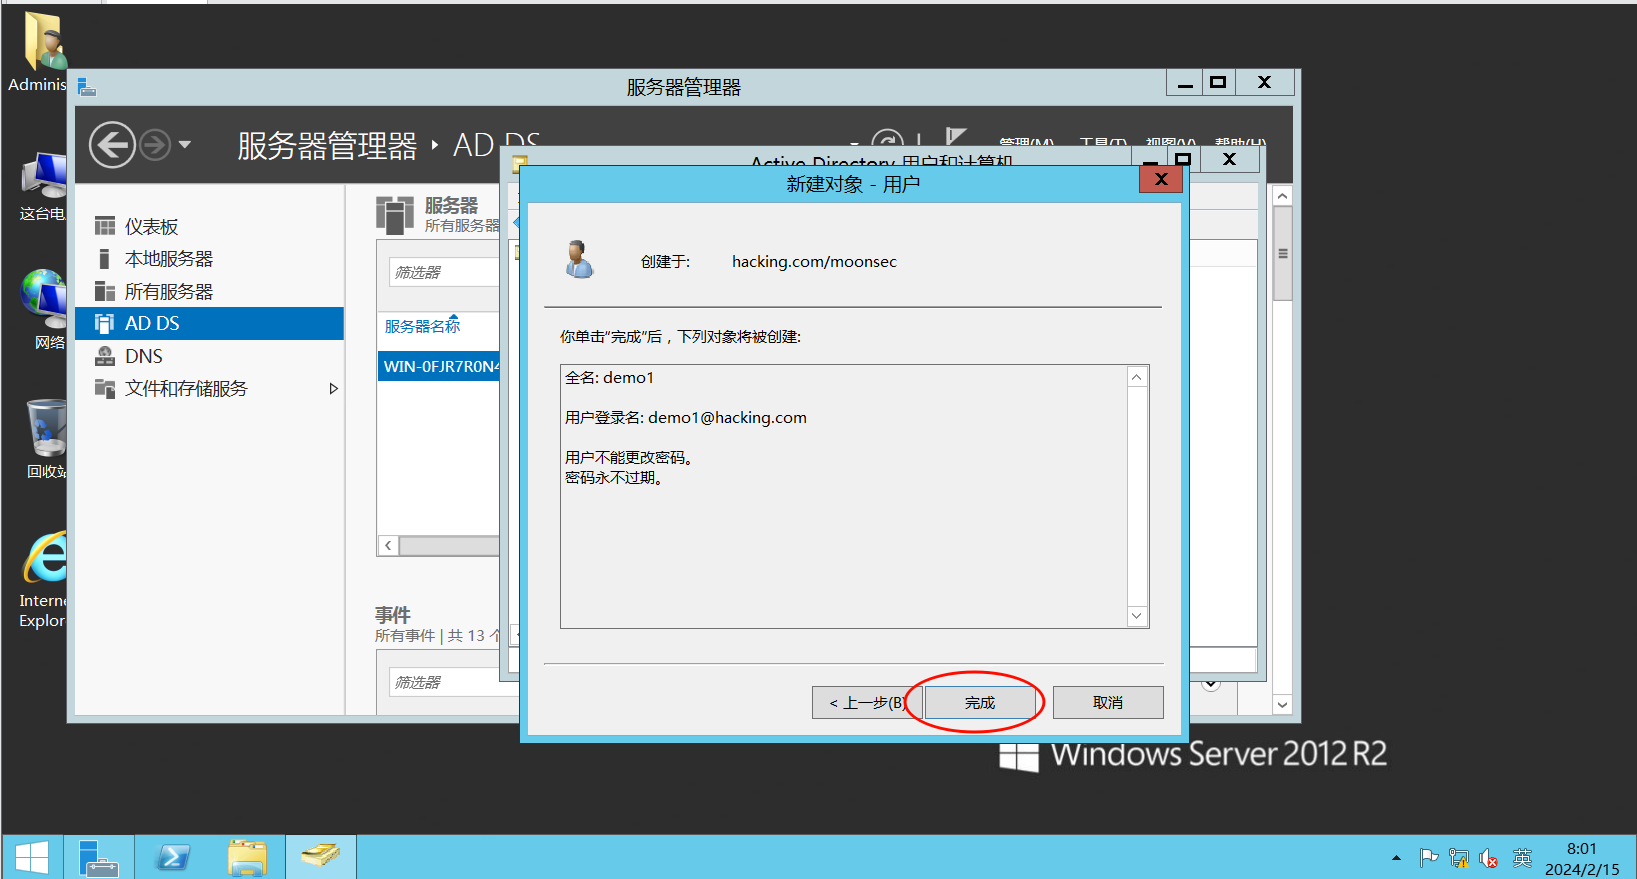 Adminis
这台电
网络
回收站
Interne
Explor
服务器管理器
服务器管理器 ‣ AD DS
管理(M) 工具(T) 视图(V) 帮助(H)
仪表板
本地服务器
所有服务器
AD DS
DNS
文件和存储服务
服务器
所有服务器
筛选器
服务器名称
WIN-0FJR7R0N4
事件
所有事件 | 共 13 个
筛选器
Active Directory 用户和计算机
新建对象 - 用户
创建于: hacking.com/moonsec
你单击“完成”后，下列对象将被创建:
全名: demo1
用户登录名: demo1@hacking.com
用户不能更改密码。
密码永不过期。
< 上一步(B) 完成 取消
Windows Server 2012 R2
英
8:01
2024/2/15